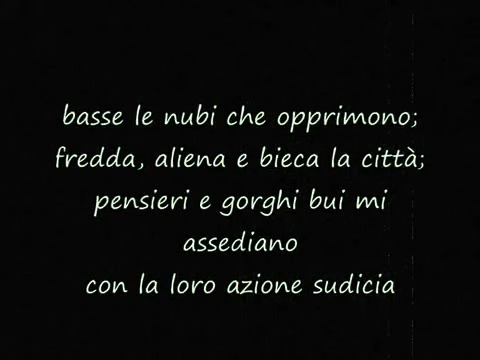 basse le nubi che opprimono;
fredda, aliena e bieca la città;
pensieri e gorghi bui mi
assediano
con la loro azione sudicia